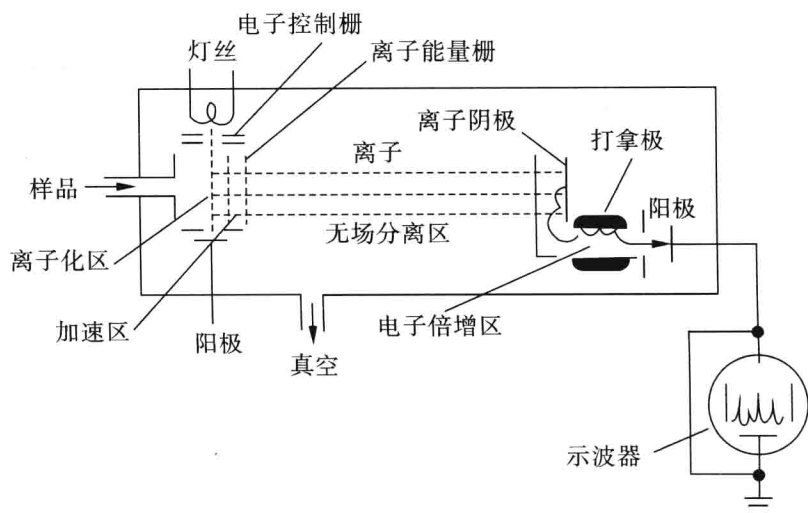 电子控制栅
灯丝
离子能量栅
离子阴极
打拿极
离子
样品
阳极
无场分离区
离子化区
加速区
阳极
电子倍增区
真空
示波器